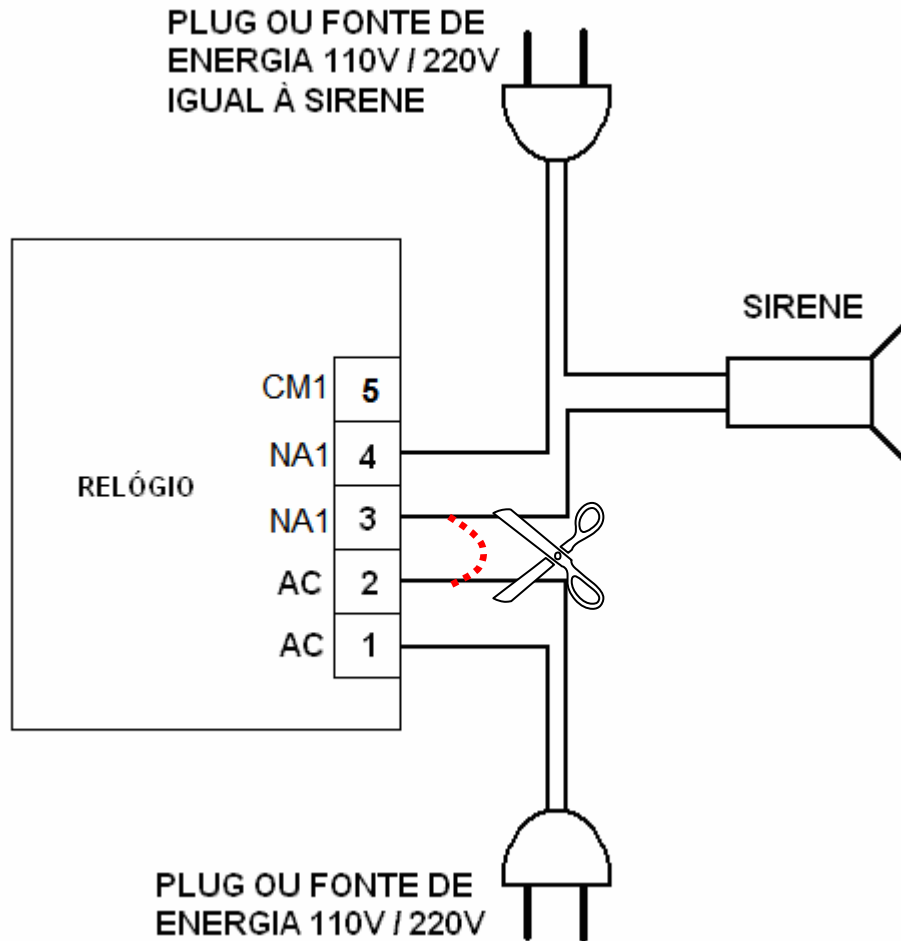 PLUG OU FONTE DE
ENERGIA 110V / 220V
IGUAL À SIRENE
SIRENE
CM1 5
NA1 4
RELÓGIO
NA1 3
AC 2
AC 1
PLUG OU FONTE DE
ENERGIA 110V / 220V